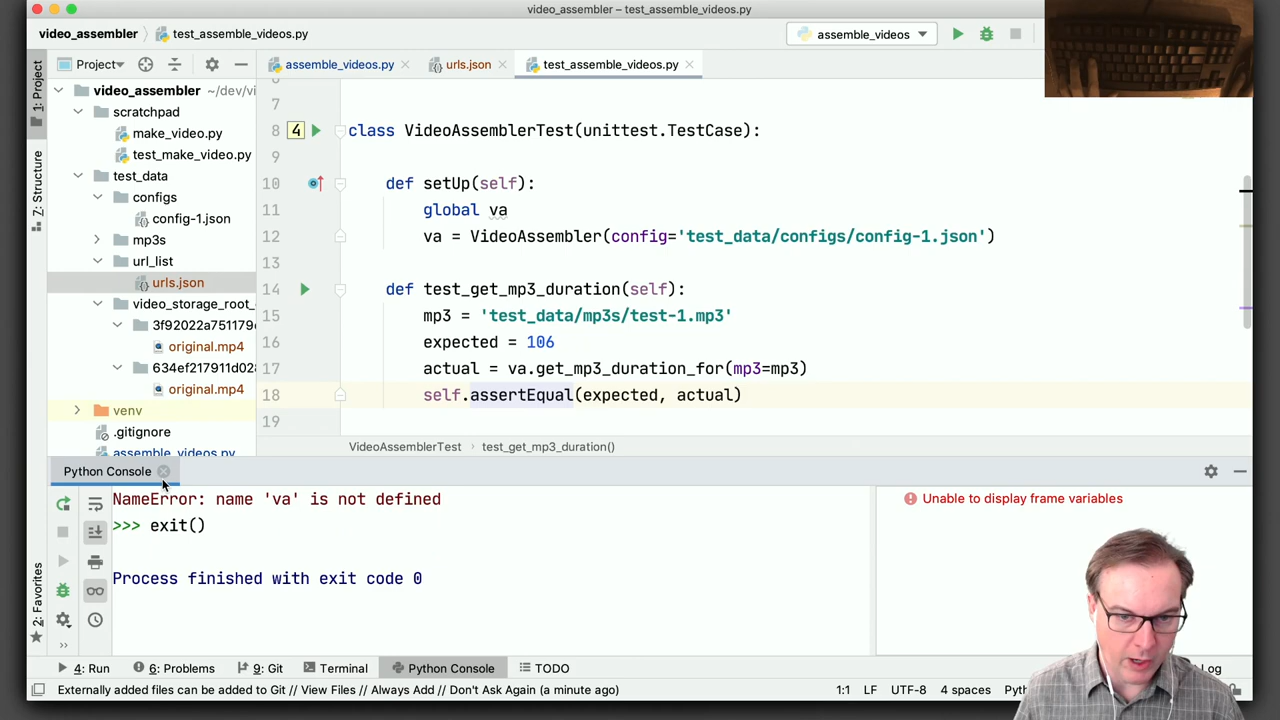 video_assembler – test_assemble_videos.py
video_assembler
test_assemble_videos.py
assemble_videos
1: Project
Z: Structure
2: Favorites
Project
assemble_videos.py
urls.json
test_assemble_videos.py
video_assembler ~/dev/vi
scratchpad
make_video.py
test_make_video.py
test_data
configs
config-1.json
mp3s
url_list
urls.json
video_storage_root_
3f92022a751179
original.mp4
634ef217911d02
original.mp4
venv
.gitignore
assemble_videos.py
7
8 4 class VideoAssemblerTest(unittest.TestCase):
9
10 def setUp(self):
11 global va
12 va = VideoAssembler(config='test_data/configs/config-1.json')
13
14 def test_get_mp3_duration(self):
15 mp3 = 'test_data/mp3s/test-1.mp3'
16 expected = 106
17 actual = va.get_mp3_duration_for(mp3=mp3)
18 self.assertEqual(expected, actual)
19
VideoAssemblerTest
test_get_mp3_duration()
Python Console
NameError: name 'va' is not defined
>>> exit()
Process finished with exit code 0
Unable to display frame variables
4: Run
6: Problems
9: Git
Terminal
Python Console
TODO
Log
Externally added files can be added to Git // View Files // Always Add // Don't Ask Again (a minute ago)
1:1 LF UTF-8 4 spaces Pyth